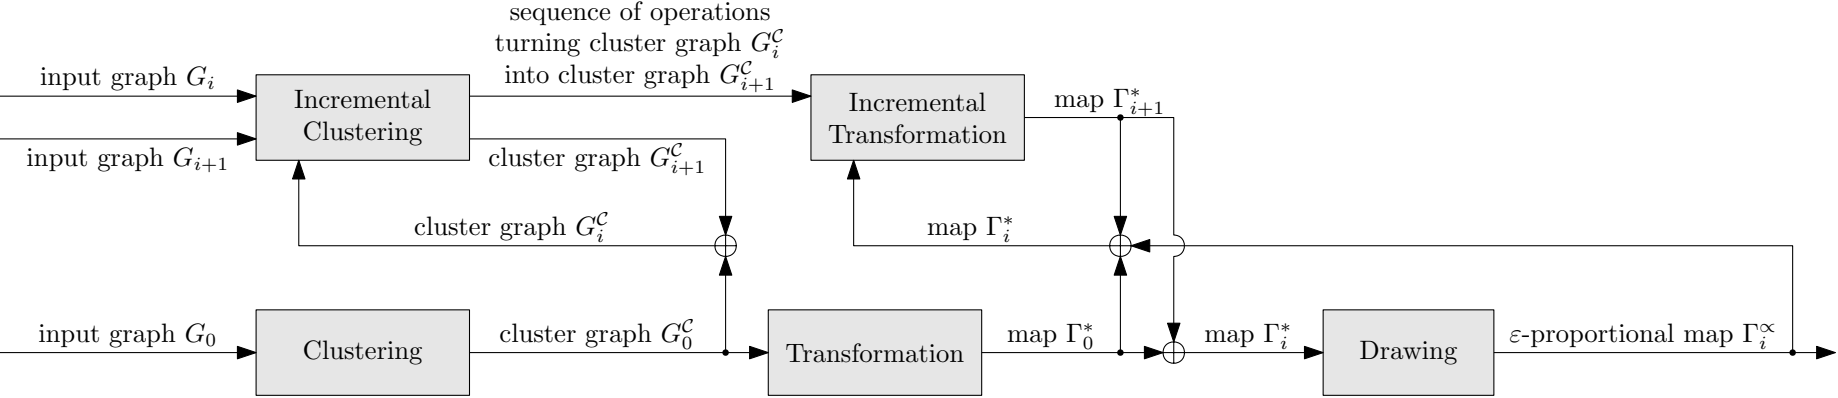 sequence of operations
turning cluster graph $G_i^{\mathcal{C}}$
into cluster graph $G_{i+1}^{\mathcal{C}}$
input graph $G_i$
input graph $G_{i+1}$
Incremental
Clustering
cluster graph $G_{i+1}^{\mathcal{C}}$
Incremental
Transformation
map $\Gamma_{i+1}^*$
cluster graph $G_i^{\mathcal{C}}$
map $\Gamma_i^*$
input graph $G_0$
Clustering
cluster graph $G_0^{\mathcal{C}}$
Transformation
map $\Gamma_0^*$
map $\Gamma_i^*$
Drawing
$\varepsilon$-proportional map $\Gamma_i^{\propto}$